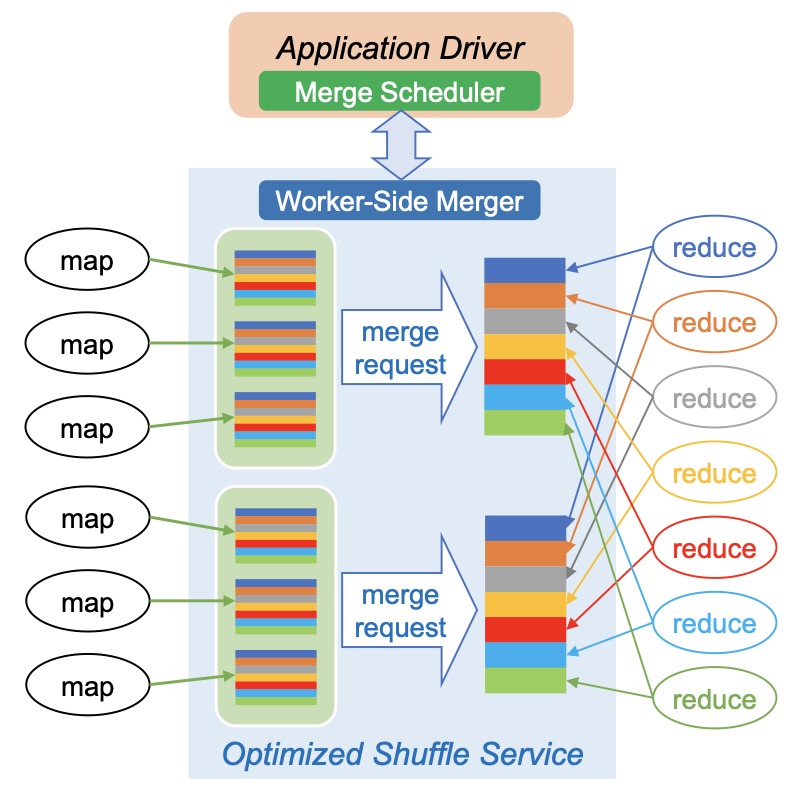 Application Driver
Merge Scheduler
Worker-Side Merger
map
map
map
map
map
map
merge
request
merge
request
reduce
reduce
reduce
reduce
reduce
reduce
reduce
Optimized Shuffle Service